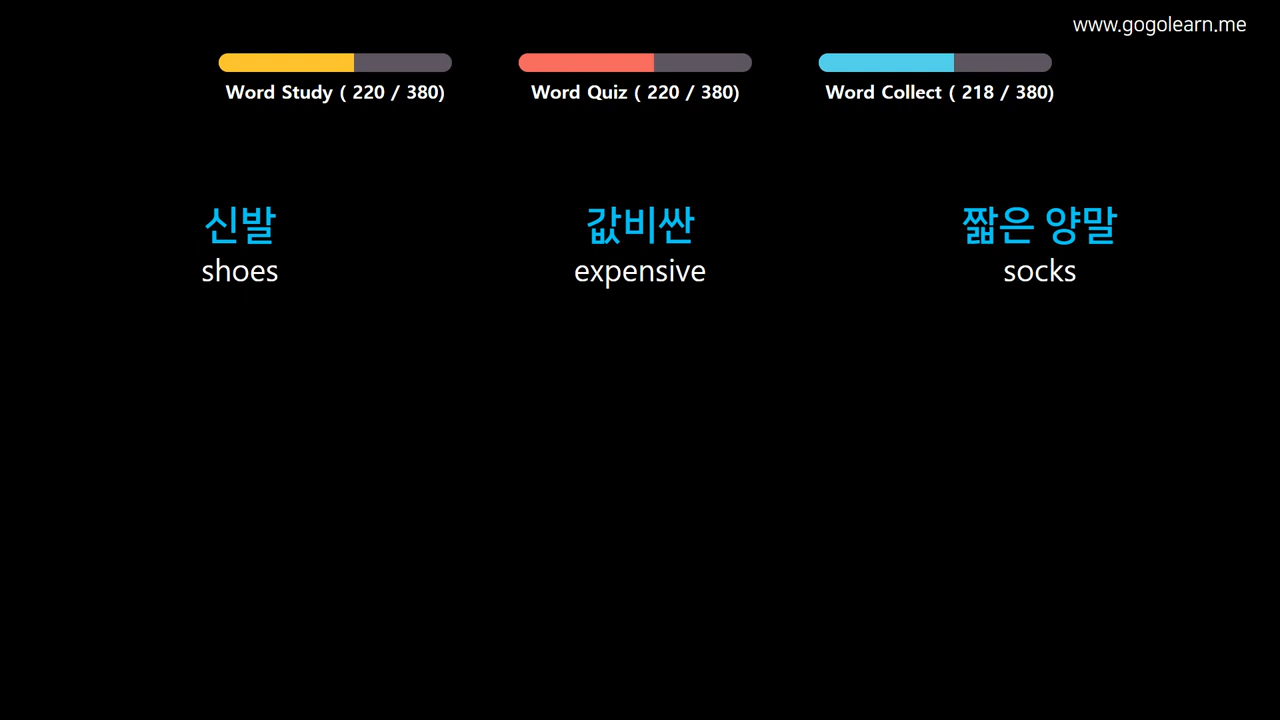 www.gogolearn.me
Word Study ( 220 / 380)
Word Quiz ( 220 / 380)
Word Collect ( 218 / 380)
신발
값비싼
짧은 양말
shoes
expensive
socks